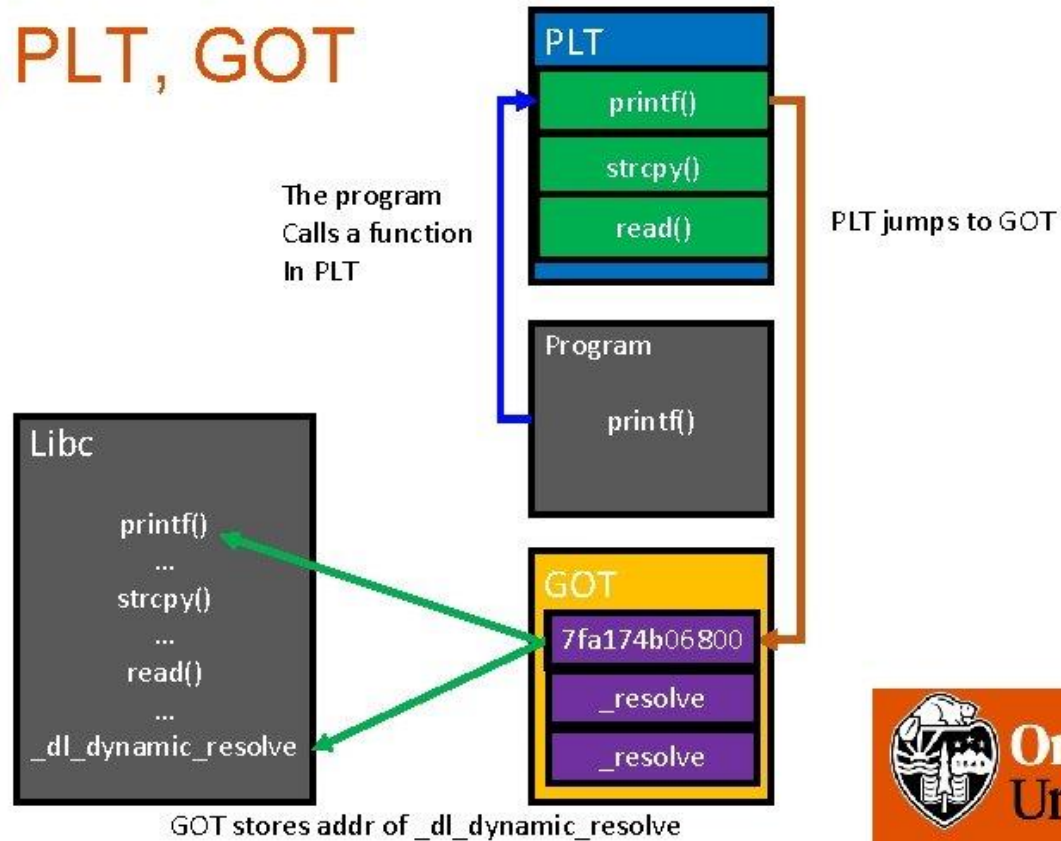 PLT, GOT
PLT
printf()
strcpy()
read()
The program
Calls a function
In PLT
PLT jumps to GOT
Program
printf()
Libc
printf()
...
strcpy()
...
read()
...
_dl_dynamic_resolve
GOT
7fa174b06800
_resolve
_resolve
GOT stores addr of _dl_dynamic_resolve